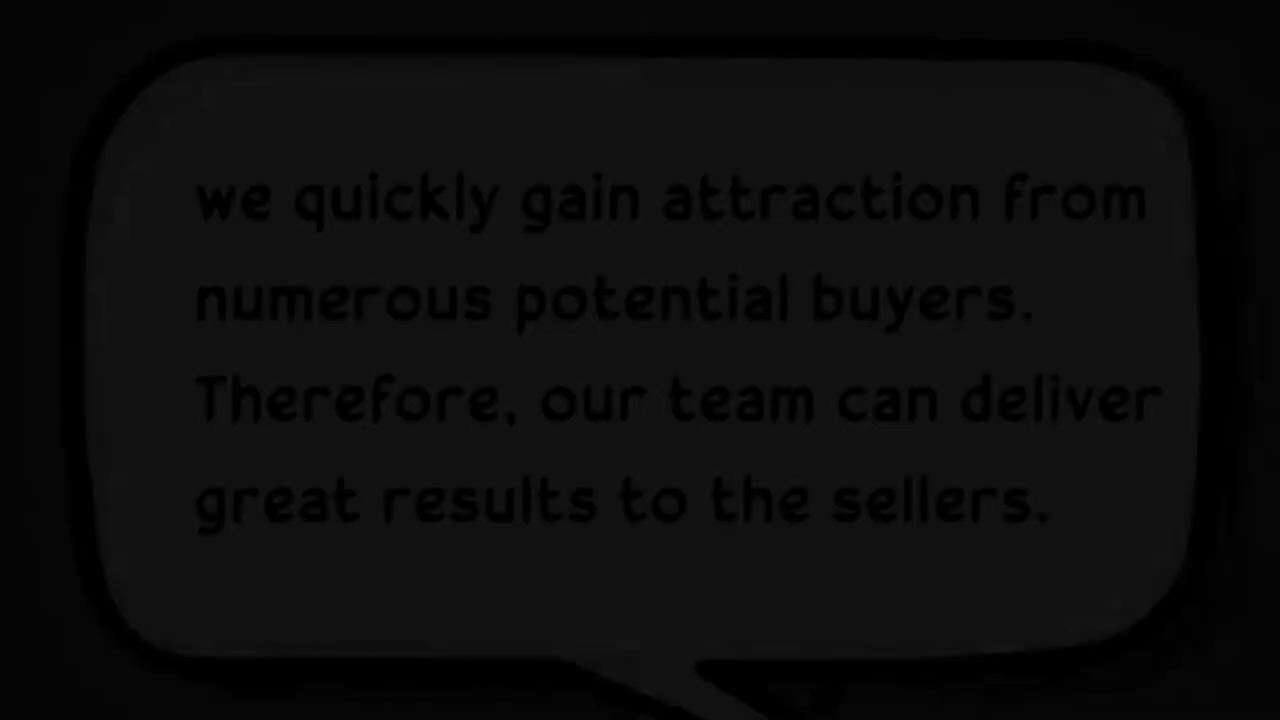 we quickly gain attraction from
numerous potential buyers.
Therefore, our team can deliver
great results to the sellers.